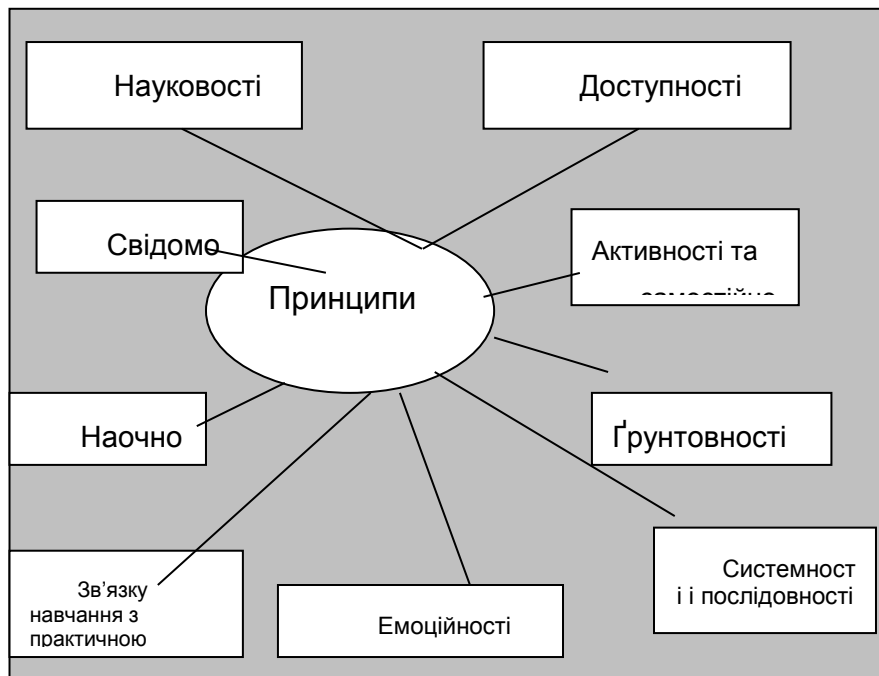 Науковості
Доступності
Свідомо
Активності та
Принципи
Наочно
Ґрунтовності
Системност
і і послідовності
Зв’язку
навчання з
практичною
Емоційності